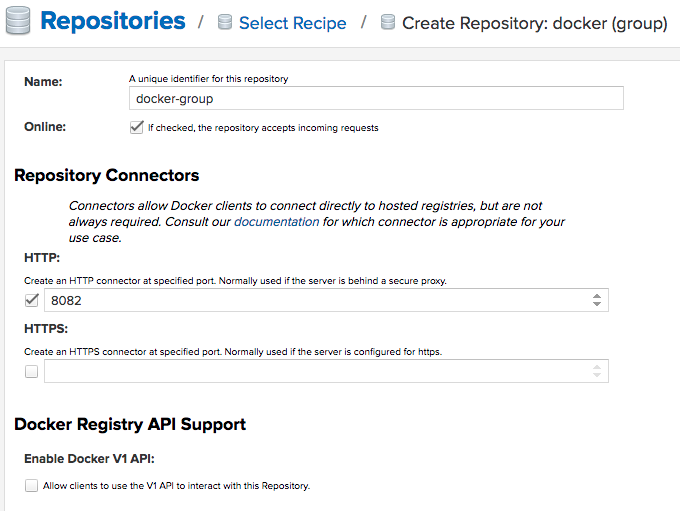 Repositories / Select Recipe / Create Repository: docker (group)
Name:
A unique identifier for this repository
docker-group
Online:
If checked, the repository accepts incoming requests
Repository Connectors
Connectors allow Docker clients to connect directly to hosted registries, but are not
always required. Consult our documentation for which connector is appropriate for your
use case.
HTTP:
Create an HTTP connector at specified port. Normally used if the server is behind a secure proxy.
8082
HTTPS:
Create an HTTPS connector at specified port. Normally used if the server is configured for https.
Docker Registry API Support
Enable Docker V1 API:
Allow clients to use the V1 API to interact with this Repository.